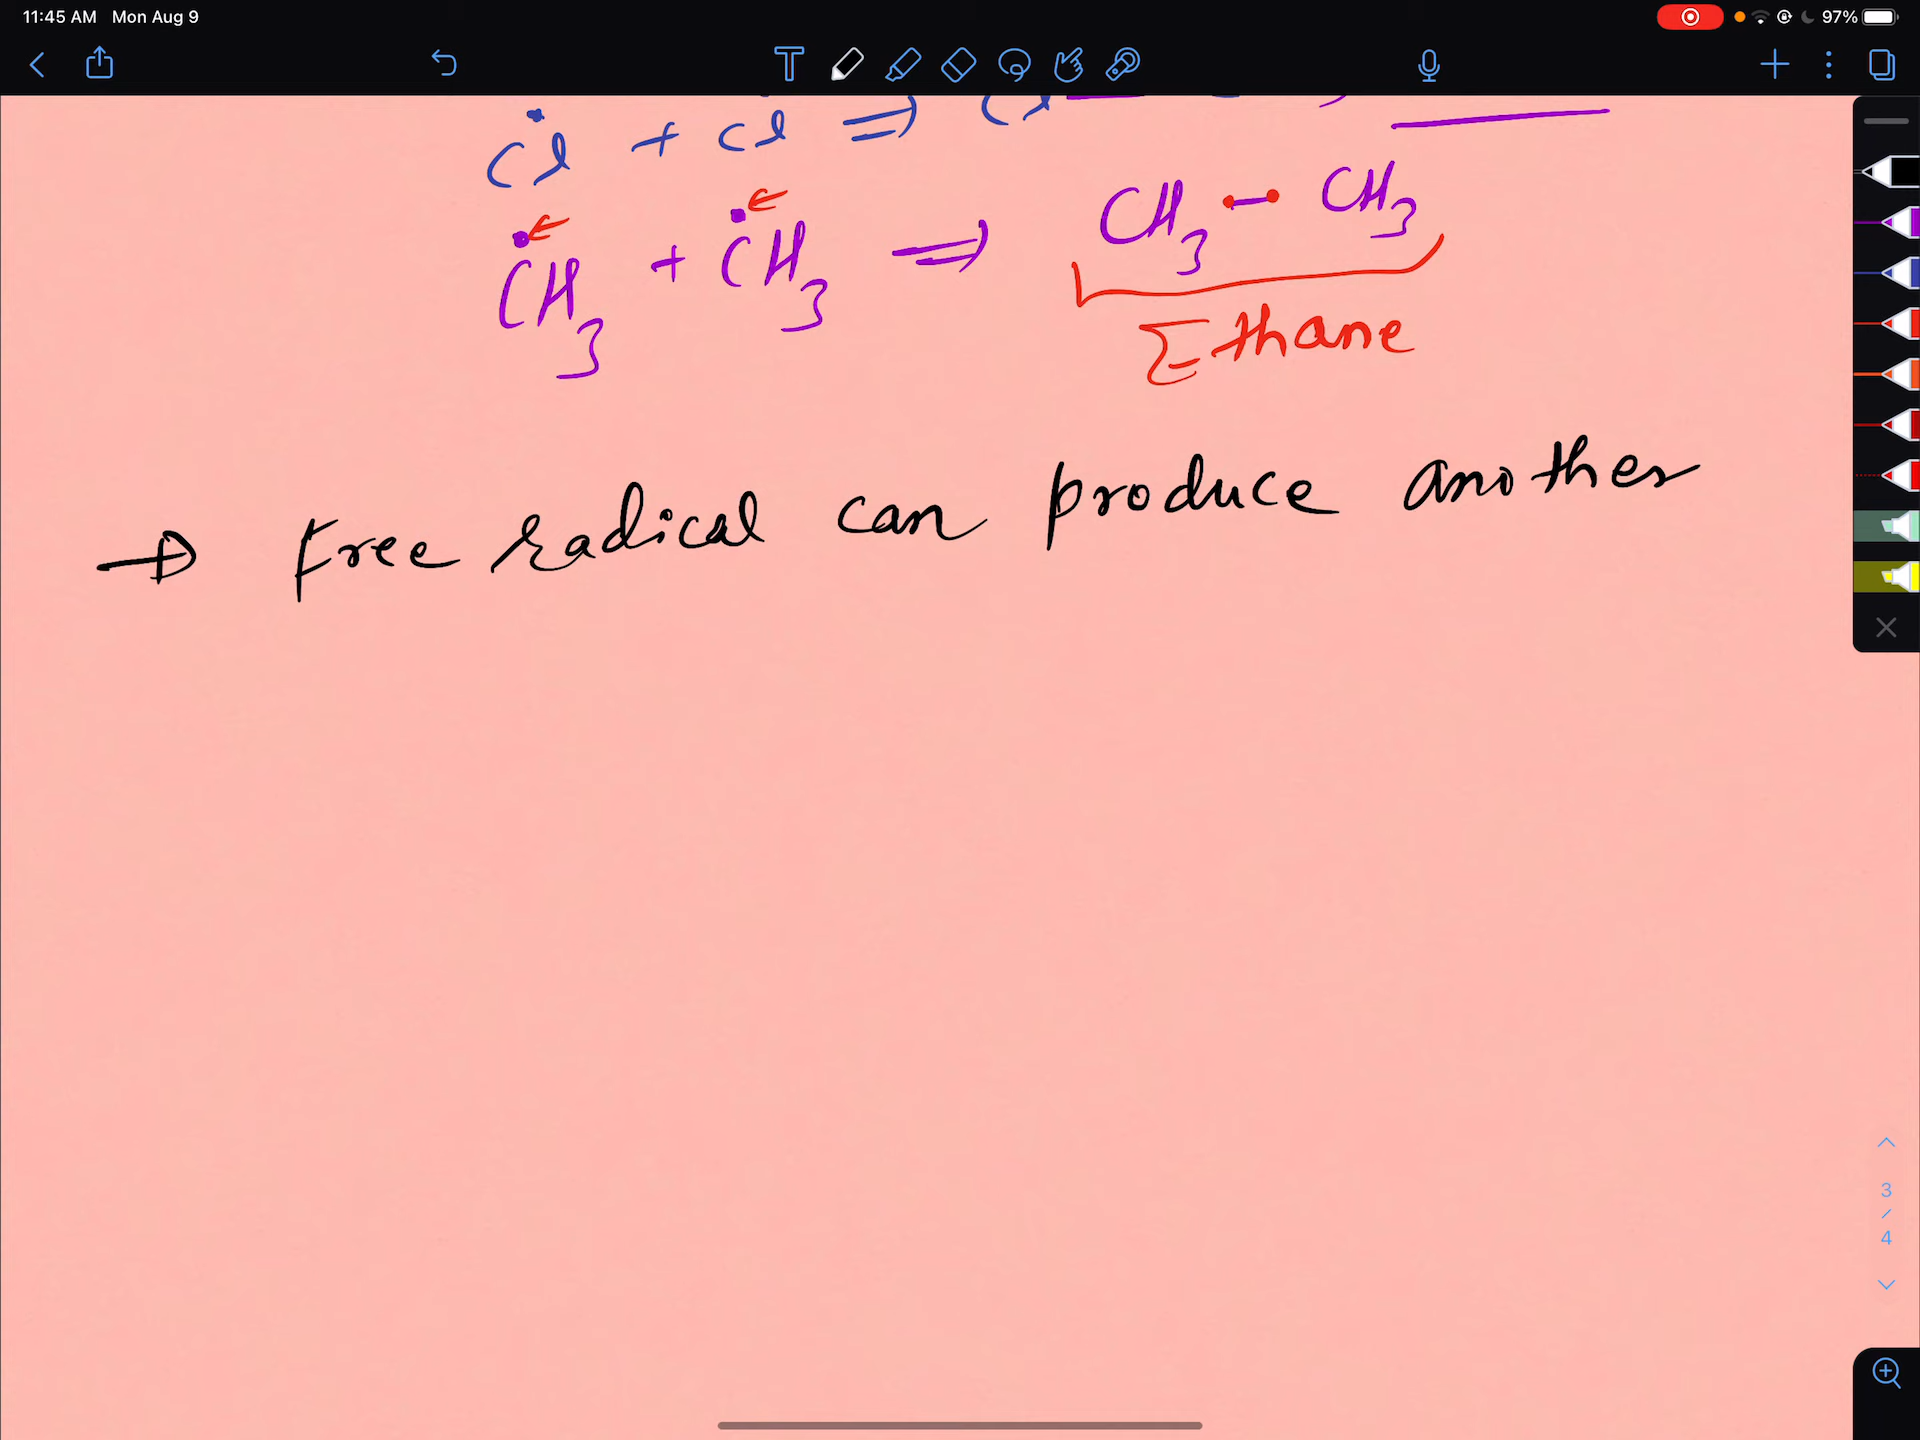 11:45 AM Mon Aug 9
97%
Cl + Cl ⇒
CH3 + CH3 ⇒ CH3 - CH3
Ethane
→ Free radical can produce another
3
/
4